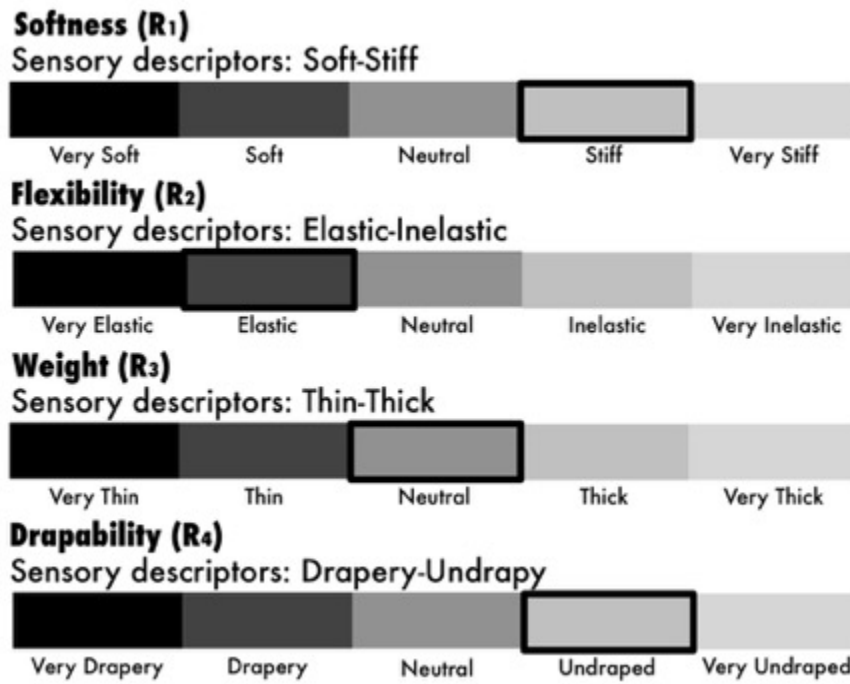 Softness (R1)
Sensory descriptors: Soft-Stiff
Very Soft Soft Neutral Stiff Very Stiff
Flexibility (R2)
Sensory descriptors: Elastic-Inelastic
Very Elastic Elastic Neutral Inelastic Very Inelastic
Weight (R3)
Sensory descriptors: Thin-Thick
Very Thin Thin Neutral Thick Very Thick
Drapability (R4)
Sensory descriptors: Drapery-Undrapy
Very Drapery Drapery Neutral Undraped Very Undraped